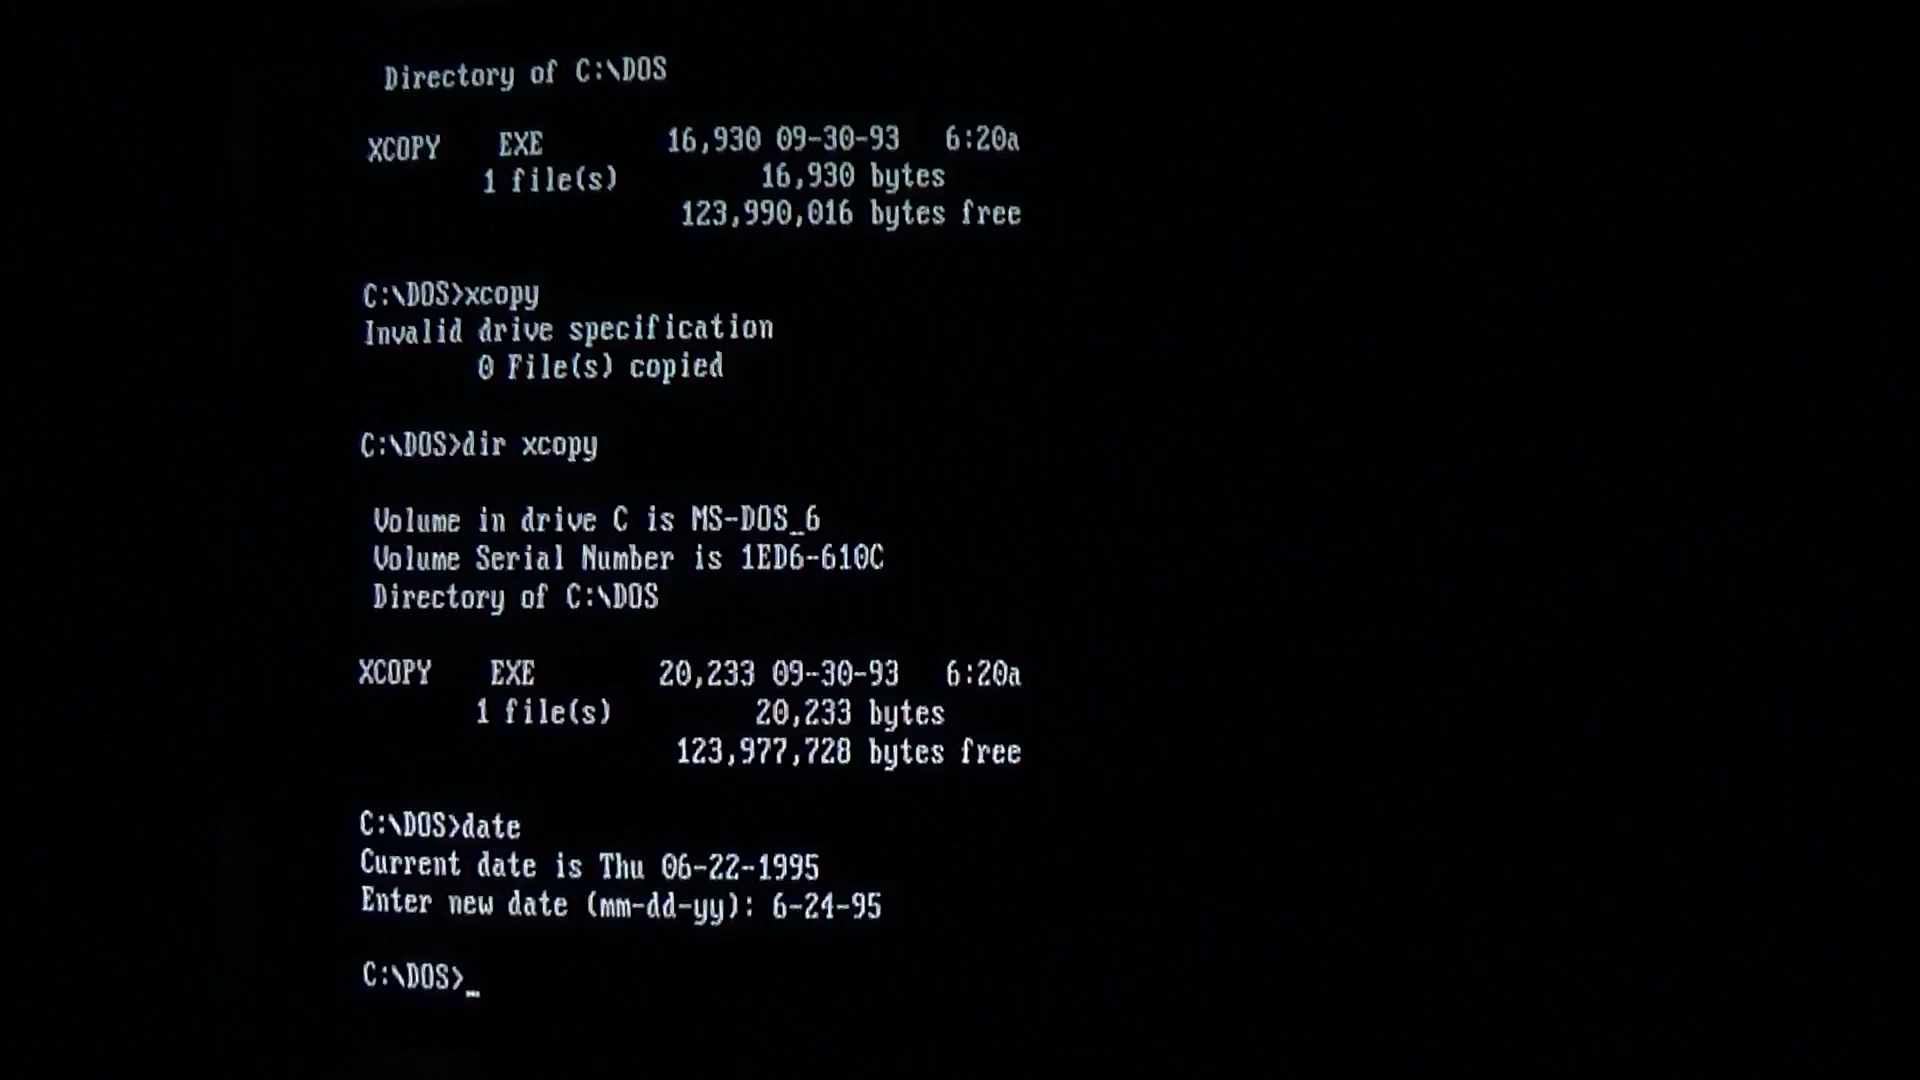 Directory of C:\DOS
XCOPY EXE 16,930 09-30-93 6:20a
1 file(s) 16,930 bytes
123,990,016 bytes free
C:\DOS>xcopy
Invalid drive specification
0 File(s) copied
C:\DOS>dir xcopy
Volume in drive C is MS-DOS_6
Volume Serial Number is 1ED6-610C
Directory of C:\DOS
XCOPY EXE 20,233 09-30-93 6:20a
1 file(s) 20,233 bytes
123,977,728 bytes free
C:\DOS>date
Current date is Thu 06-22-1995
Enter new date (mm-dd-yy): 6-24-95
C:\DOS>_